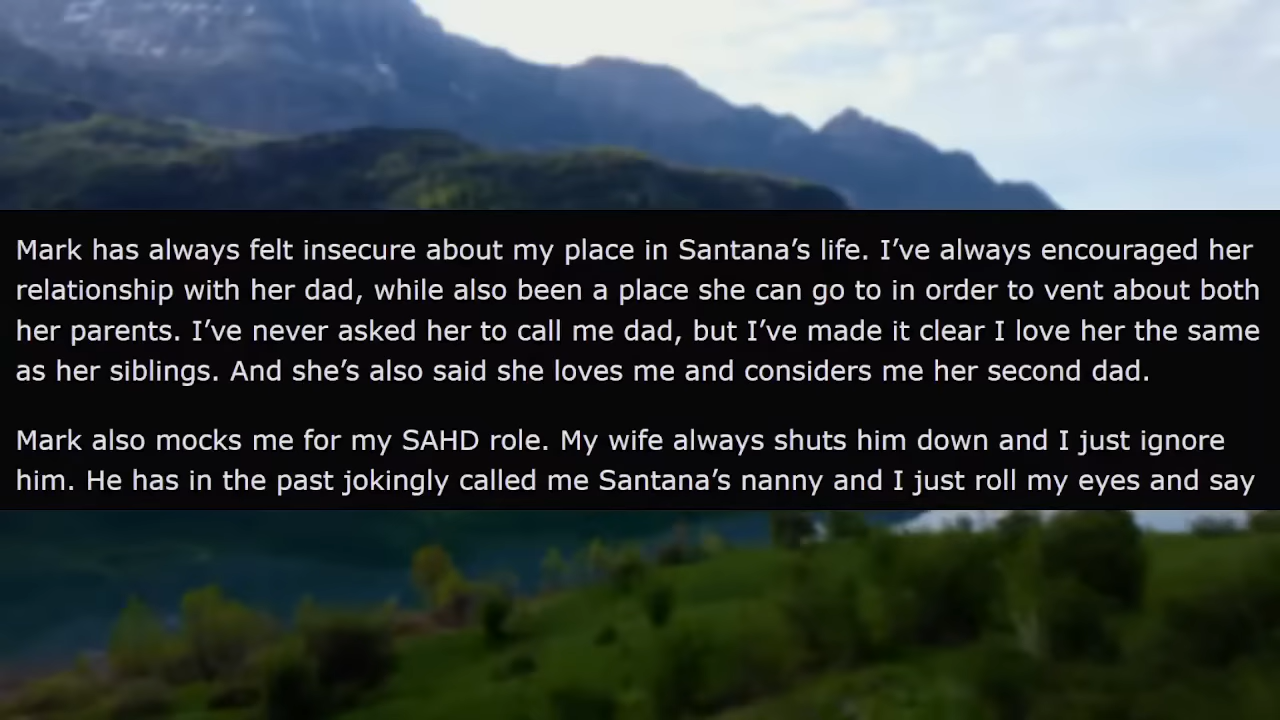 Mark has always felt insecure about my place in Santana’s life. I’ve always encouraged her
relationship with her dad, while also been a place she can go to in order to vent about both
her parents. I’ve never asked her to call me dad, but I’ve made it clear I love her the same
as her siblings. And she’s also said she loves me and considers me her second dad.
Mark also mocks me for my SAHD role. My wife always shuts him down and I just ignore
him. He has in the past jokingly called me Santana’s nanny and I just roll my eyes and say